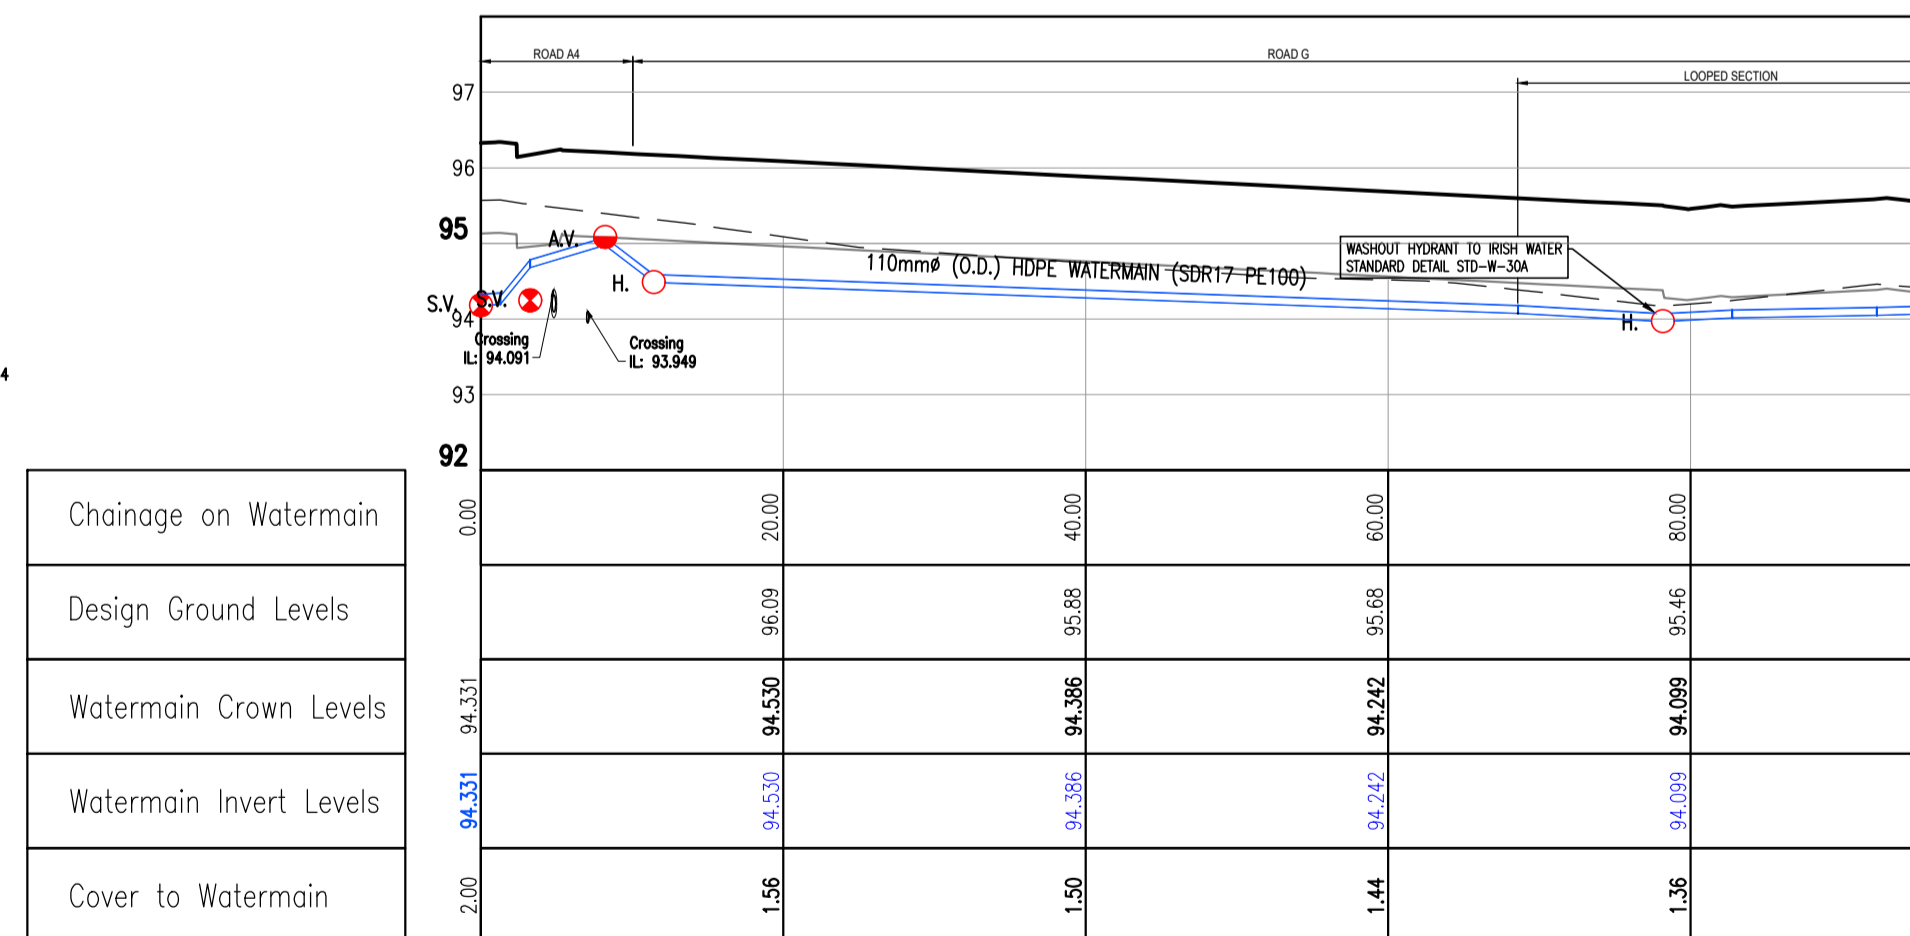 ROAD A4
ROAD G
LOOPED SECTION
97
96
95
A.V.
WASHOUT HYDRANT TO IRISH WATER
STANDARD DETAIL STD-W-30A
110mmø (O.D.) HDPE WATERMAIN (SDR17 PE100)
H.
S.V.
S.V.
94
H.
Crossing
IL: 94.091
Crossing
IL: 93.949
4
93
92
Chainage on Watermain
0.00
20.00
40.00
60.00
80.00
Design Ground Levels
96.09
95.88
95.68
95.46
Watermain Crown Levels
94.331
94.530
94.386
94.242
94.099
Watermain Invert Levels
94.331
94.530
94.386
94.242
94.099
Cover to Watermain
2.00
1.56
1.50
1.44
1.36